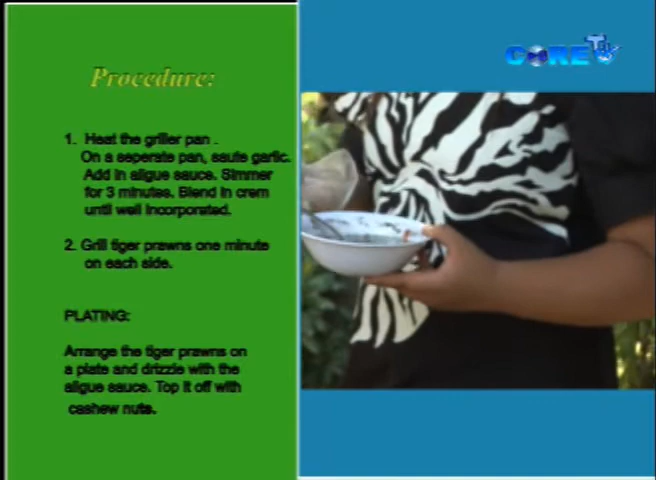 CORE TV
Procedure:
1. Heat the griller pan .
On a seperate pan, saute garlic.
Add in aligue sauce. Simmer
for 3 minutes. Blend in crem
until well incorporated.
2. Grill tiger prawns one minute
on each side.
PLATING:
Arrange the tiger prawns on
a plate and drizzle with the
aligue sauce. Top it off with
cashew nuts.